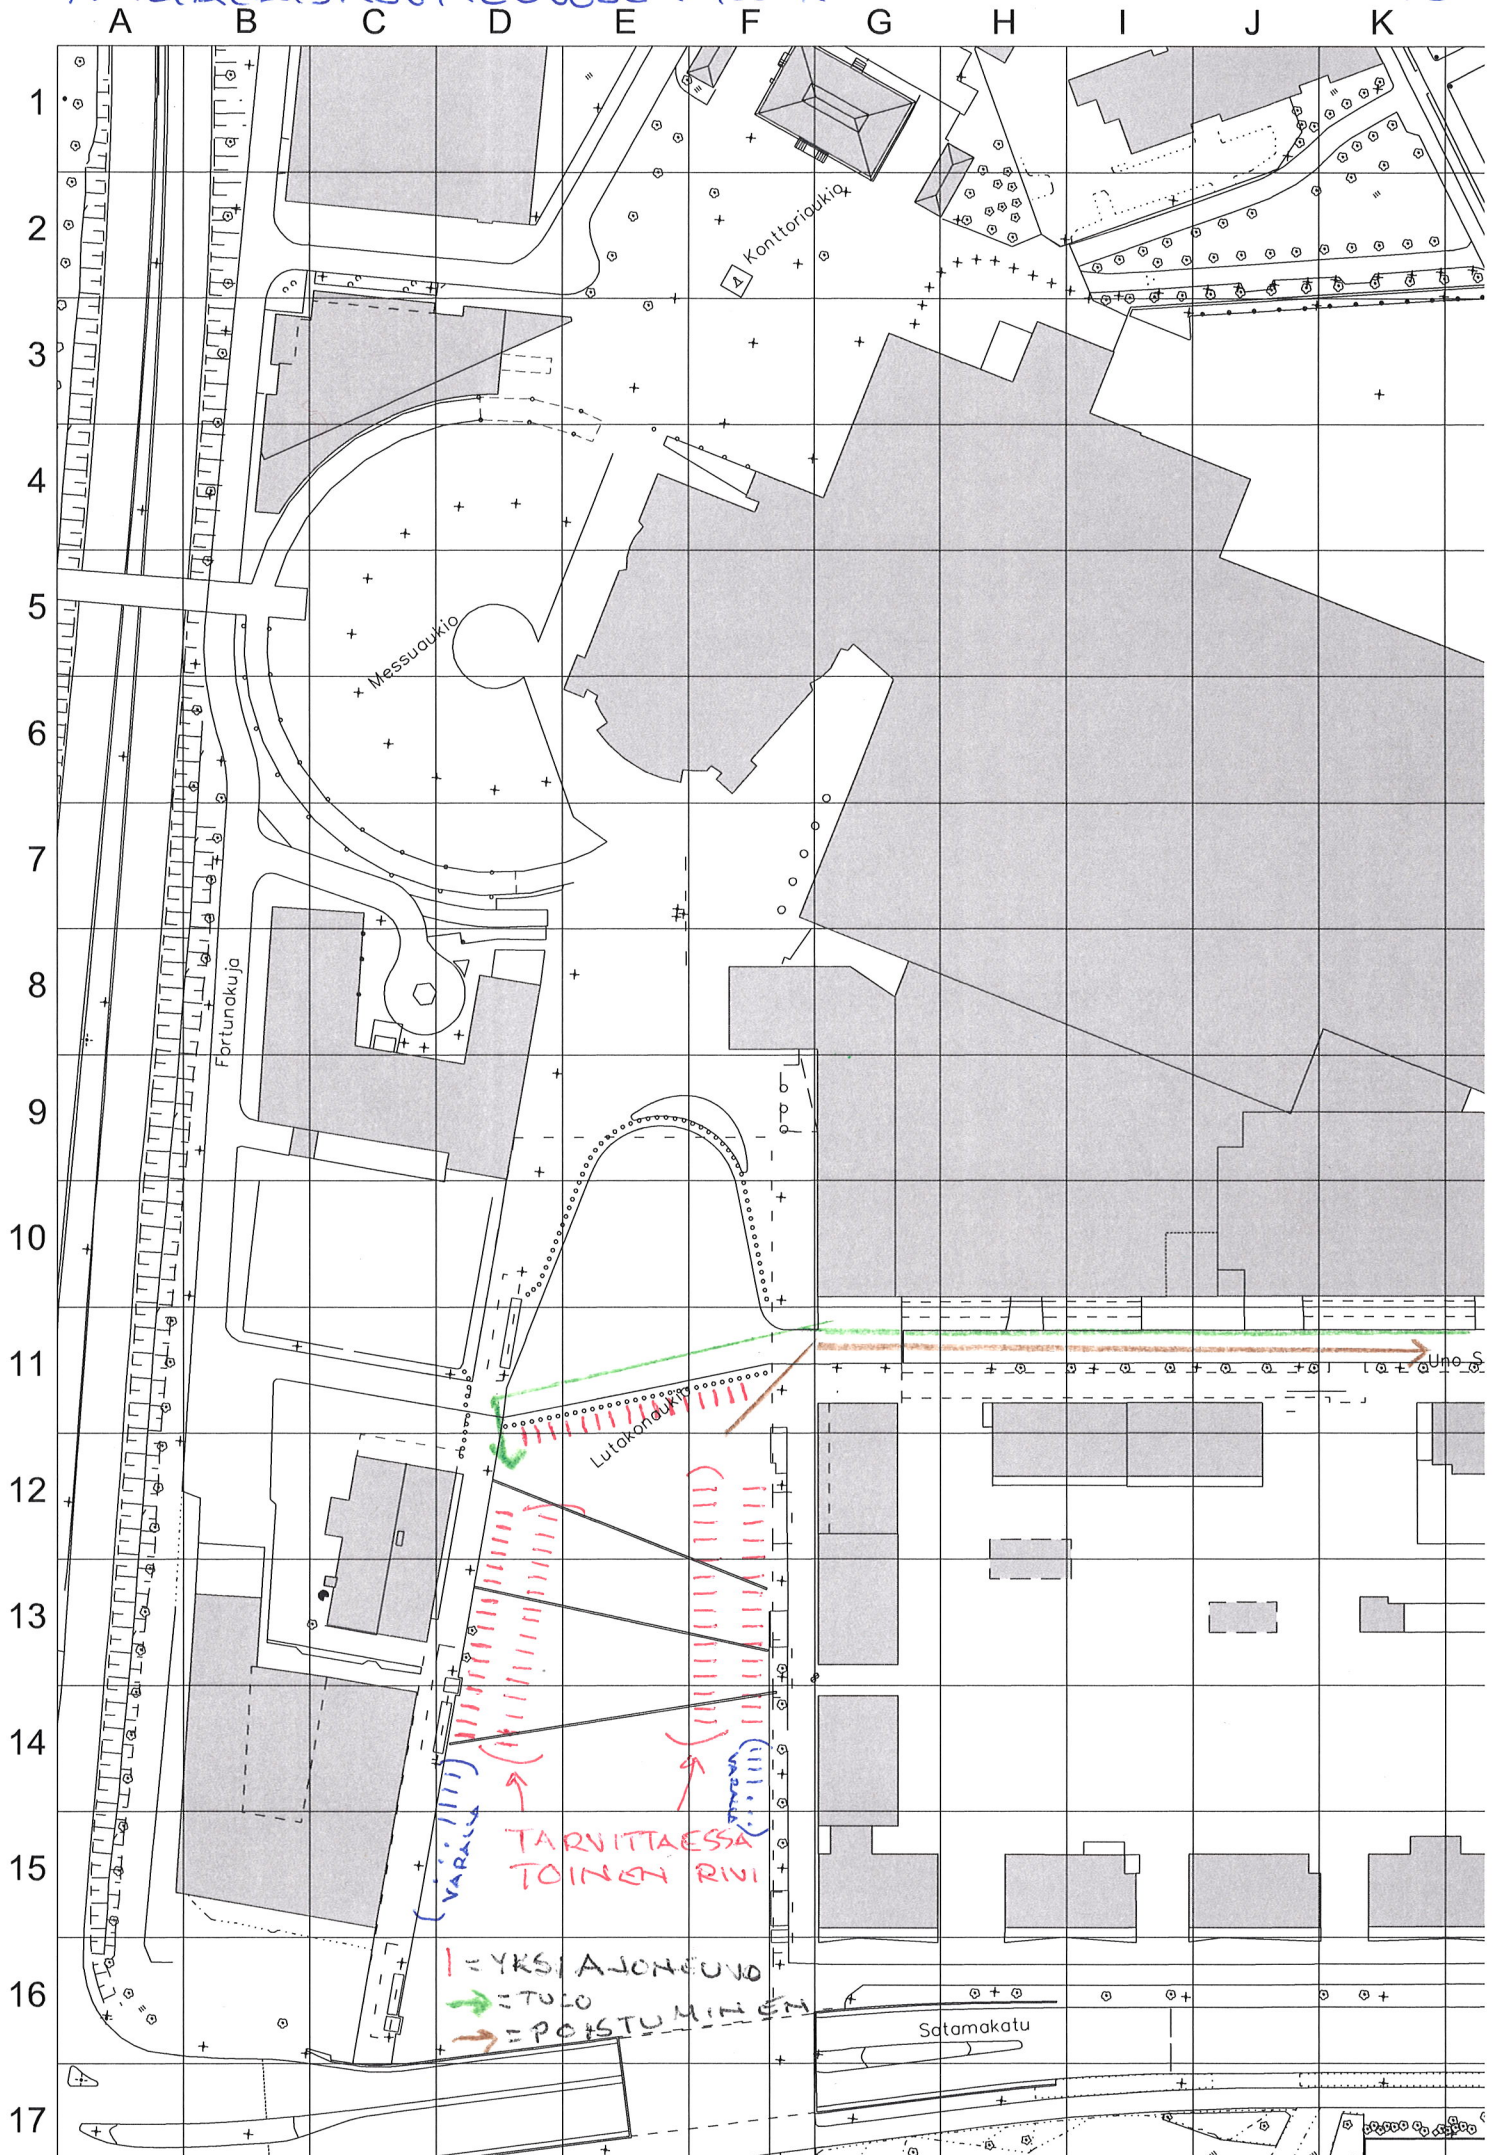 A B C D E F G H I J K
1
2
3
4
5
6
7
8
9
10
11
12
13
14
15
16
17
Konttoriaukio
Messuaukio
Fortunakuja
Uno S
Lutakonaukio
(VARALLA)
(VARALLA)
TARVITTAESSA
TOINEN RIVI
| = YKSI AJONEUVO
→ = TULO
→ = POISTUMINEN
Satamakatu